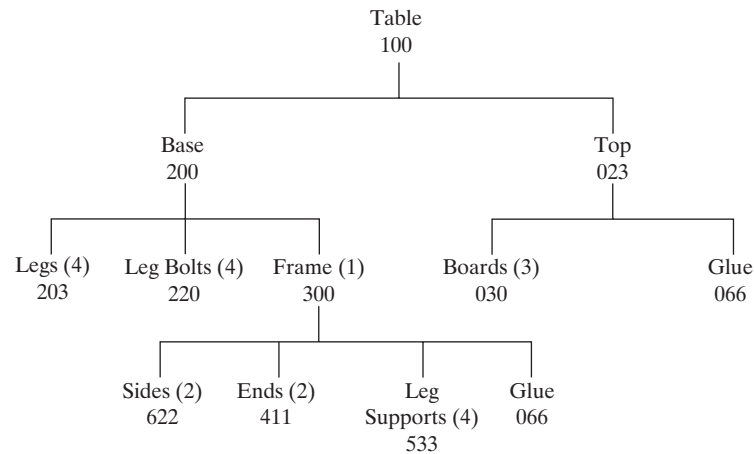 Table
100
Base
200
Top
023
Legs (4)
203
Leg Bolts (4)
220
Frame (1)
300
Boards (3)
030
Glue
066
Sides (2)
622
Ends (2)
411
Leg
Supports (4)
533
Glue
066